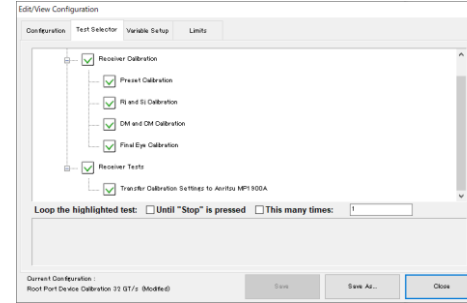 Edit/View Configuration
Configuration Test Selector Variable Setup Limits
Receiver Calibration
Preset Calibration
Rj and Sj Calibration
DM and CM Calibration
Final Eye Calibration
Receiver Tests
Transfer Calibration Settings to Anritsu MP1900A
Loop the highlighted test: Until "Stop" is pressed This many times: 1
Current Configuration :
Root Port Device Calibration 32 GT/s (Modified)
Save Save As... Close